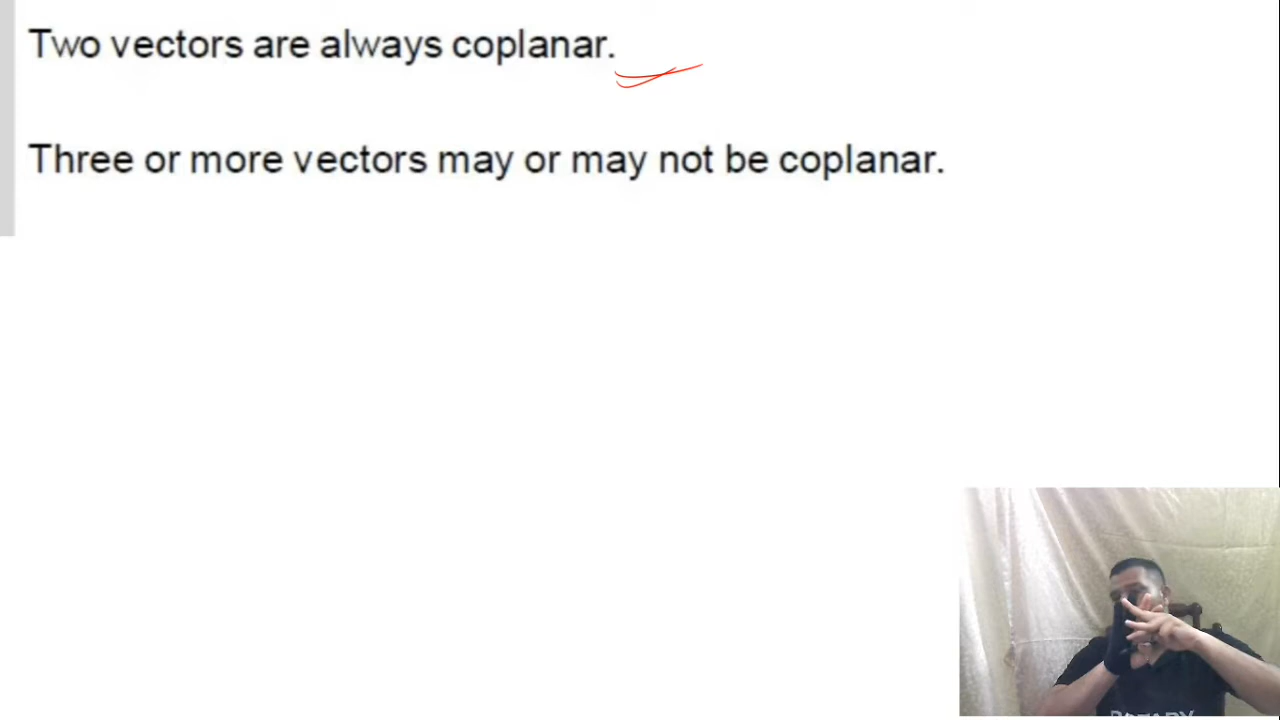 Two vectors are always coplanar.
Three or more vectors may or may not be coplanar.